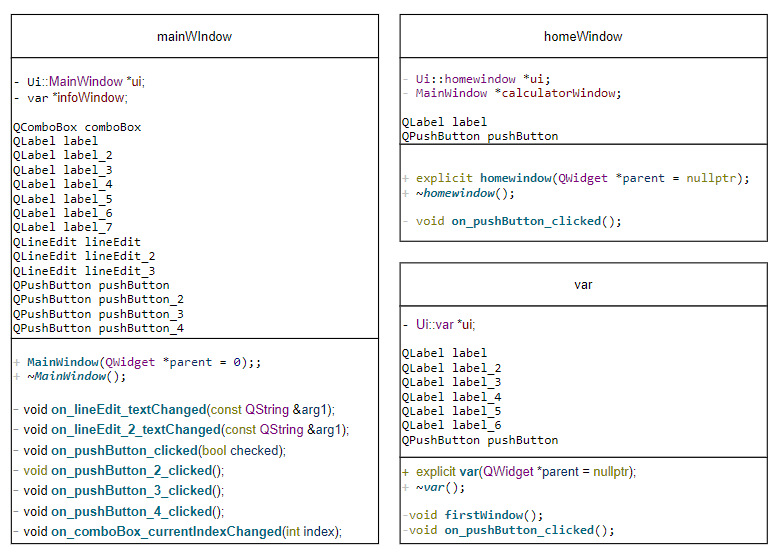 mainWIndow
- Ui::MainWindow *ui;
- var *infoWindow;
QComboBox comboBox
QLabel label
QLabel label_2
QLabel label_3
QLabel label_4
QLabel label_5
QLabel label_6
QLabel label_7
QLineEdit lineEdit
QLineEdit lineEdit_2
QLineEdit lineEdit_3
QPushButton pushButton
QPushButton pushButton_2
QPushButton pushButton_3
QPushButton pushButton_4
+ MainWindow(QWidget *parent = 0);;
+ ~MainWindow();
- void on_lineEdit_textChanged(const QString &arg1);
- void on_lineEdit_2_textChanged(const QString &arg1);
- void on_pushButton_clicked(bool checked);
- void on_pushButton_2_clicked();
- void on_pushButton_3_clicked();
- void on_pushButton_4_clicked();
- void on_comboBox_currentIndexChanged(int index);
homeWindow
- Ui::homewindow *ui;
- MainWindow *calculatorWindow;
QLabel label
QPushButton pushButton
+ explicit homewindow(QWidget *parent = nullptr);
+ ~homewindow();
- void on_pushButton_clicked();
var
- Ui::var *ui;
QLabel label
QLabel label_2
QLabel label_3
QLabel label_4
QLabel label_5
QLabel label_6
QPushButton pushButton
+ explicit var(QWidget *parent = nullptr);
+ ~var();
-void firstWindow();
-void on_pushButton_clicked();